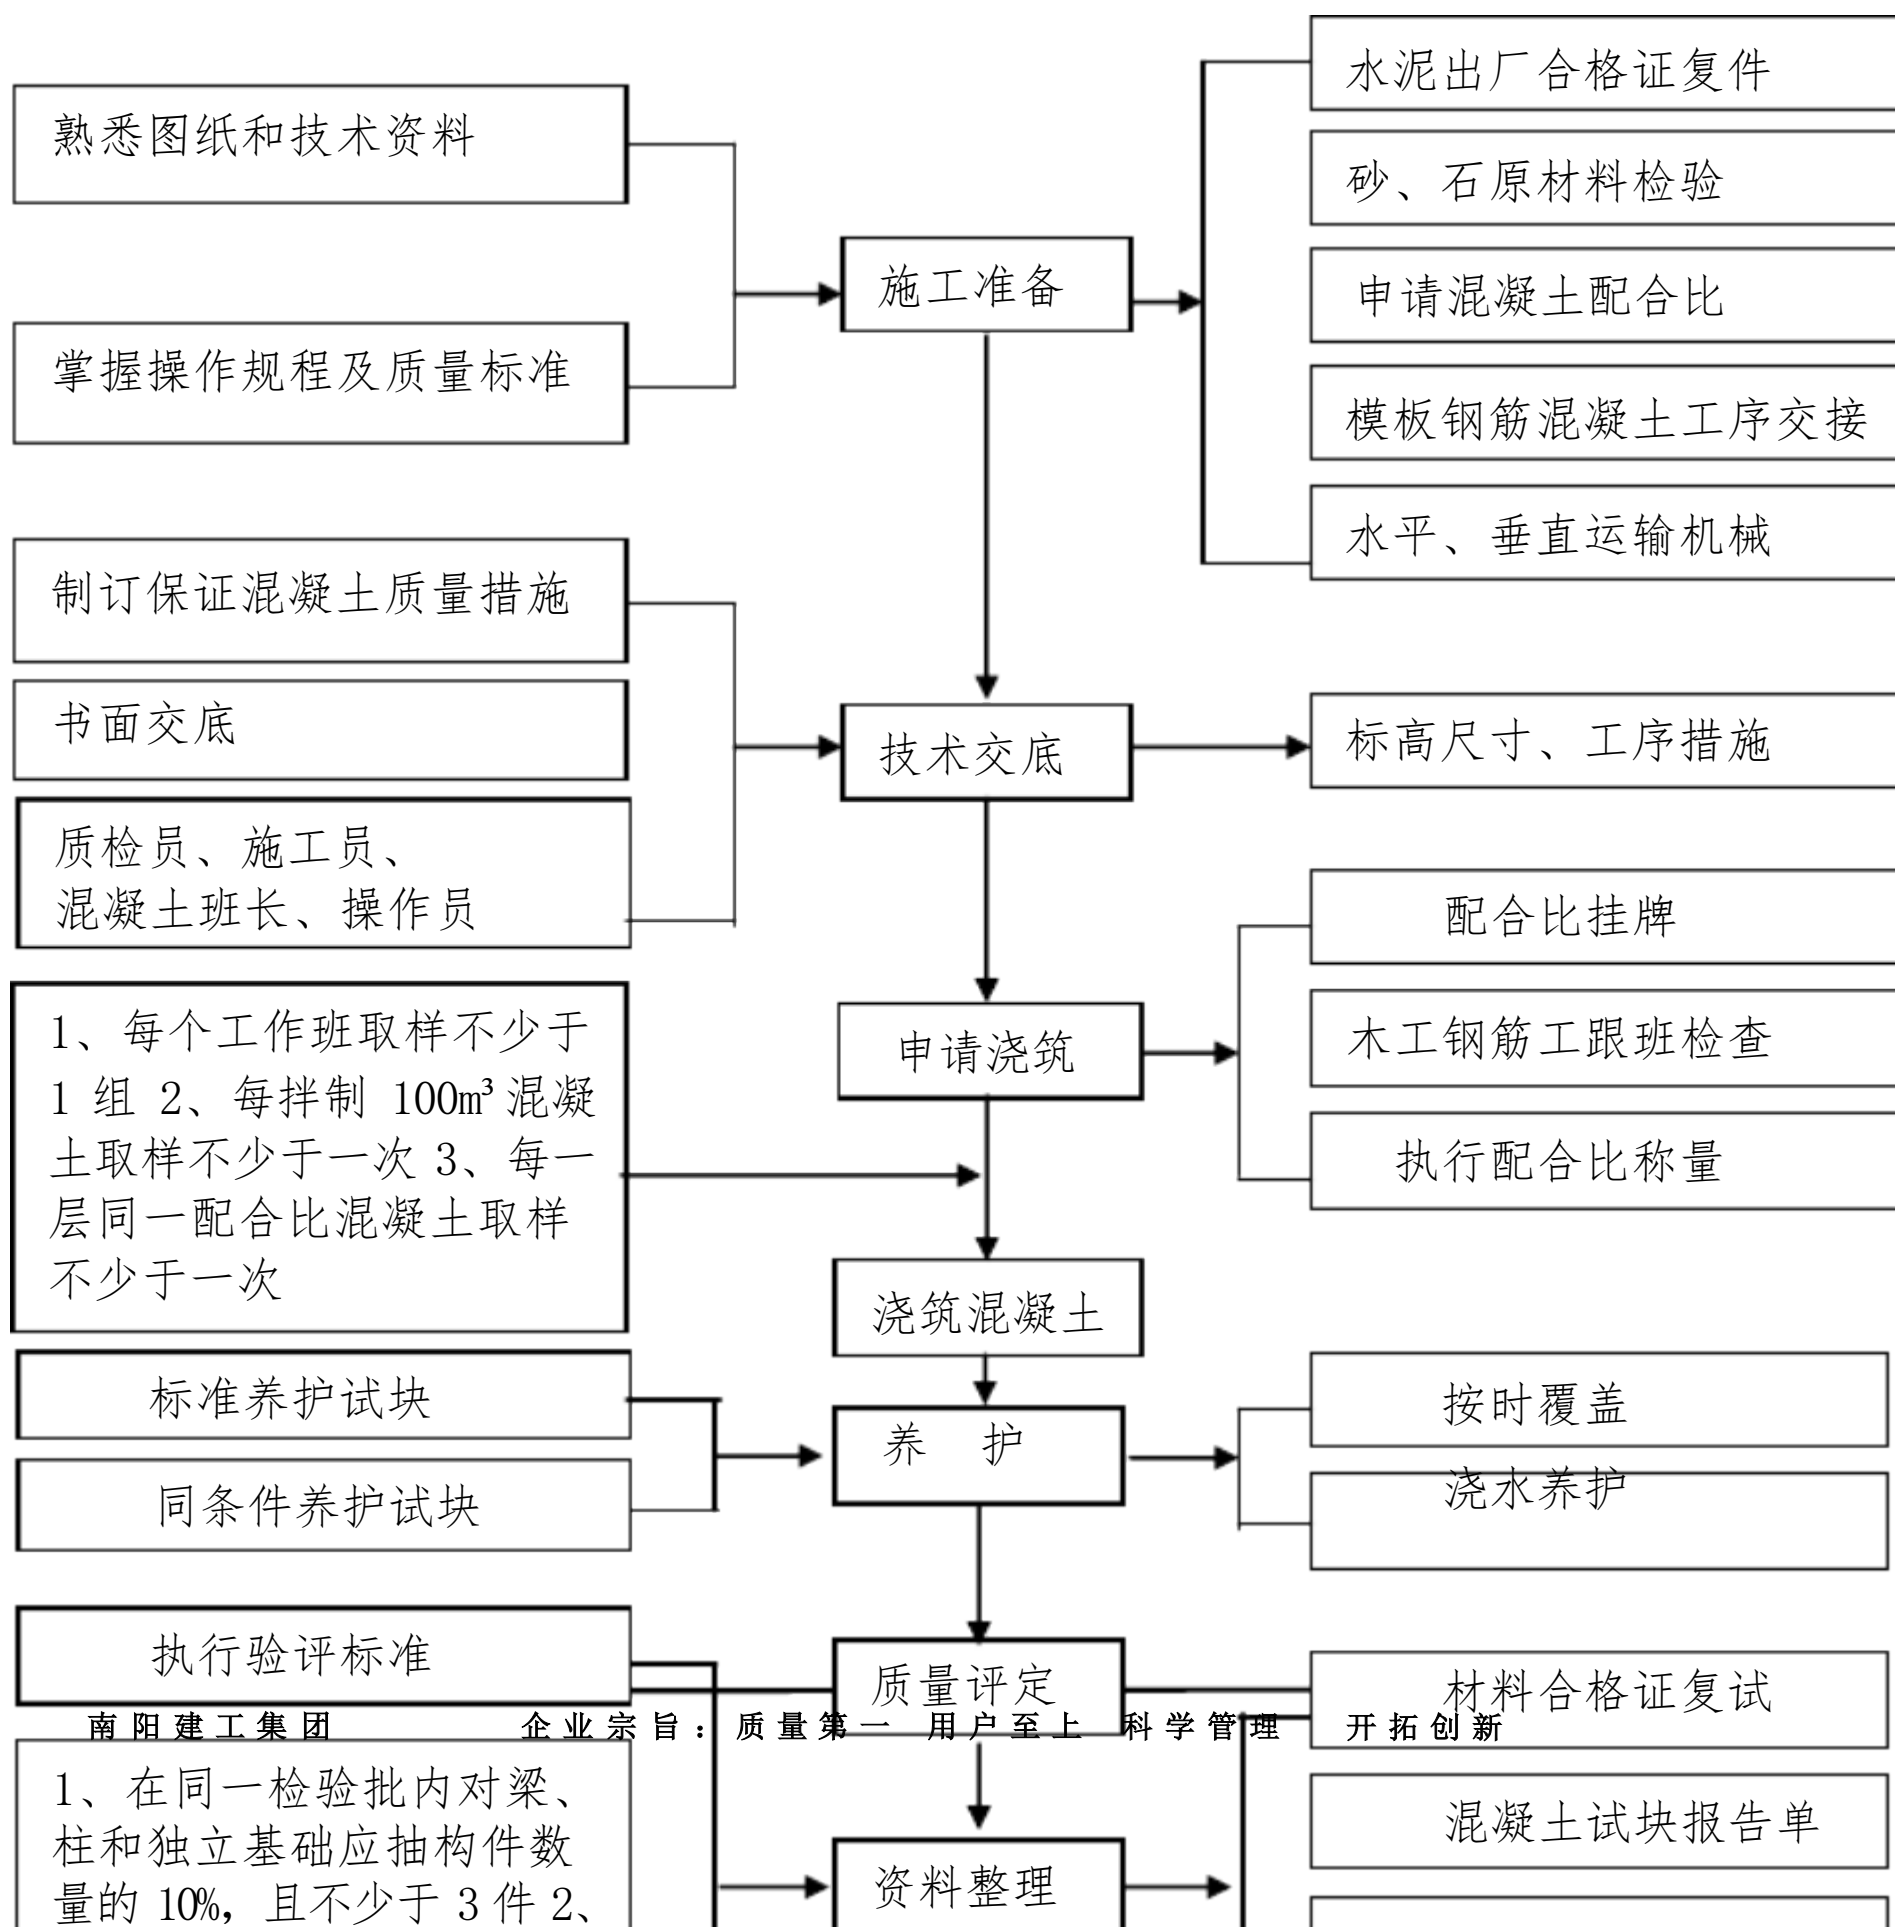 水泥出厂合格证复件
熟悉图纸和技术资料
砂、石原材料检验
施工准备
申请混凝土配合比
掌握操作规程及质量标准
模板钢筋混凝土工序交接
水平、垂直运输机械
制订保证混凝土质量措施
书面交底
技术交底
标高尺寸、工序措施
质检员、施工员、
混凝土班长、操作员
配合比挂牌
1、每个工作班取样不少于
1 组 2、每拌制 100m³混凝
土取样不少于一次 3、每一
层同一配合比混凝土取样
不少于一次
申请浇筑
木工钢筋工跟班检查
执行配合比称量
浇筑混凝土
标准养护试块
养 护
按时覆盖
同条件养护试块
浇水养护
执行验评标准
质量评定
材料合格证复试
南阳建工集团 企业宗旨：质量第一 用户至上 科学管理 开拓创新
1、在同一检验批内对梁、
柱和独立基础应抽构件数
量的 10%，且不少于 3 件 2、
混凝土试块报告单
资料整理